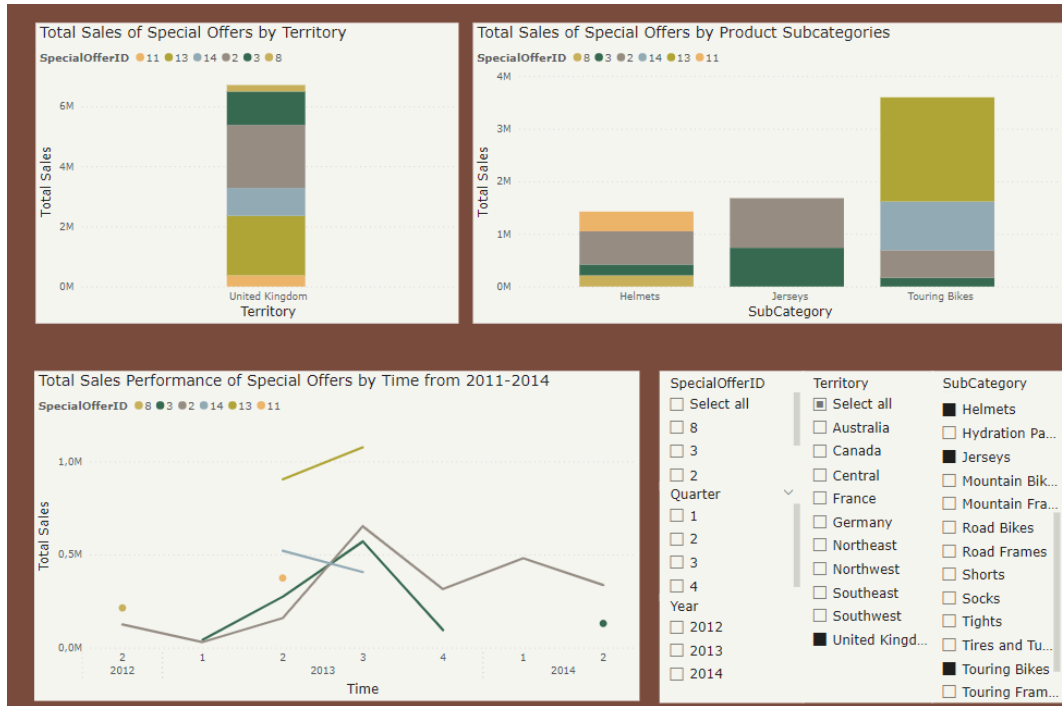 Total Sales of Special Offers by Territory
SpecialOfferID 11 13 14 2 3 8
6M
4M
2M
0M
Total Sales
United Kingdom
Territory
Total Sales of Special Offers by Product Subcategories
SpecialOfferID 8 3 2 14 13 11
4M
3M
2M
1M
0M
Total Sales
Helmets Jerseys Touring Bikes
SubCategory
Total Sales Performance of Special Offers by Time from 2011-2014
SpecialOfferID 8 3 2 14 13 11
1,0M
0,5M
0,0M
Total Sales
2 1 2 3 4 1 2
2012 2013 2014
Time
SpecialOfferID
Select all
8
3
2
Quarter
1
2
3
4
Year
2012
2013
2014
Territory
Select all
Australia
Canada
Central
France
Germany
Northeast
Northwest
Southeast
Southwest
United Kingd...
SubCategory
Helmets
Hydration Pa...
Jerseys
Mountain Bik...
Mountain Fra...
Road Bikes
Road Frames
Shorts
Socks
Tights
Tires and Tu...
Touring Bikes
Touring Fram...